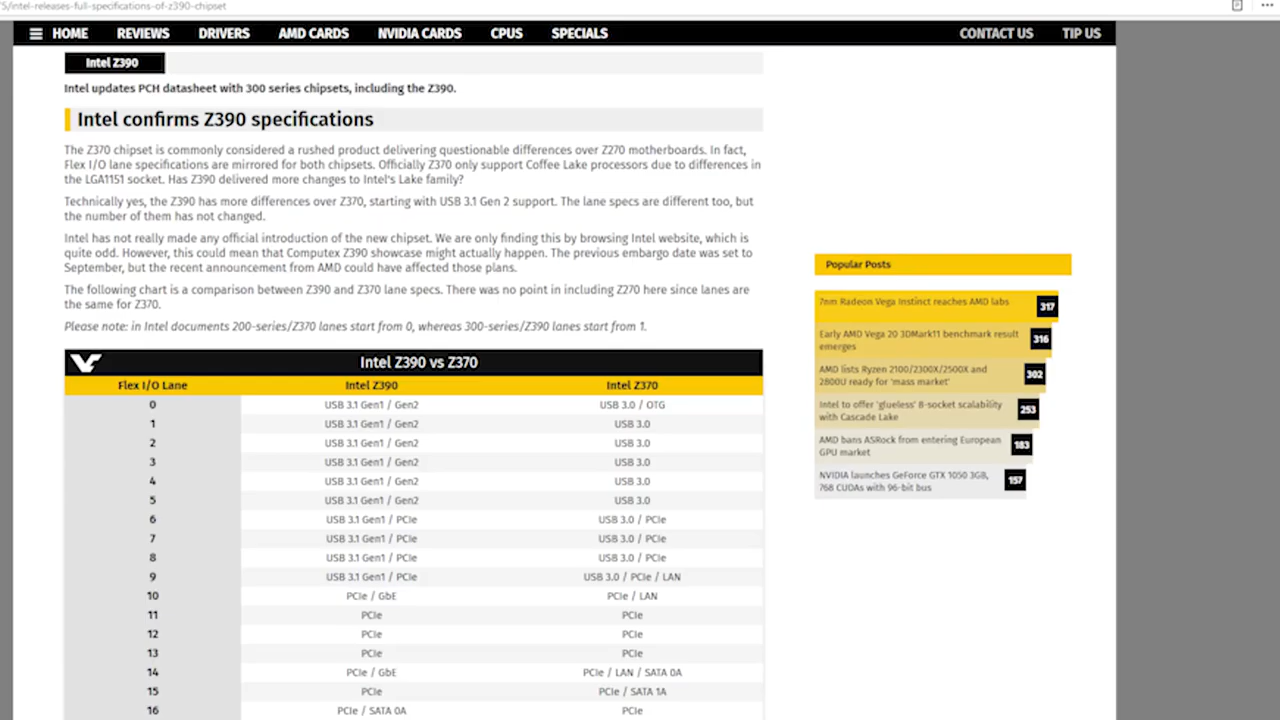 5/intel-releases-full-specifications-of-z390-chipset
HOME REVIEWS DRIVERS AMD CARDS NVIDIA CARDS CPUS SPECIALS CONTACT US TIP US
Intel Z390
Intel updates PCH datasheet with 300 series chipsets, including the Z390.
Intel confirms Z390 specifications
The Z370 chipset is commonly considered a rushed product delivering questionable differences over Z270 motherboards. In fact,
Flex I/O lane specifications are mirrored for both chipsets. Officially Z370 only support Coffee Lake processors due to differences in
the LGA1151 socket. Has Z390 delivered more changes to Intel's Lake family?
Technically yes, the Z390 has more differences over Z370, starting with USB 3.1 Gen 2 support. The lane specs are different too, but
the number of them has not changed.
Intel has not really made any official introduction of the new chipset. We are only finding this by browsing Intel website, which is
quite odd. However, this could mean that Computex Z390 showcase might actually happen. The previous embargo date was set to
September, but the recent announcement from AMD could have affected those plans.
The following chart is a comparison between Z390 and Z370 lane specs. There was no point in including Z270 here since lanes are
the same for Z370.
Please note: in Intel documents 200-series/Z370 lanes start from 0, whereas 300-series/Z390 lanes start from 1.
Intel Z390 vs Z370
Flex I/O Lane Intel Z390 Intel Z370
0 USB 3.1 Gen1 / Gen2 USB 3.0 / OTG
1 USB 3.1 Gen1 / Gen2 USB 3.0
2 USB 3.1 Gen1 / Gen2 USB 3.0
3 USB 3.1 Gen1 / Gen2 USB 3.0
4 USB 3.1 Gen1 / Gen2 USB 3.0
5 USB 3.1 Gen1 / Gen2 USB 3.0
6 USB 3.1 Gen1 / PCIe USB 3.0 / PCIe
7 USB 3.1 Gen1 / PCIe USB 3.0 / PCIe
8 USB 3.1 Gen1 / PCIe USB 3.0 / PCIe
9 USB 3.1 Gen1 / PCIe USB 3.0 / PCIe / LAN
10 PCIe / GbE PCIe / LAN
11 PCIe PCIe
12 PCIe PCIe
13 PCIe PCIe
14 PCIe / GbE PCIe / LAN / SATA 0A
15 PCIe PCIe / SATA 1A
16 PCIe / SATA 0A PCIe
Popular Posts
7nm Radeon Vega Instinct reaches AMD labs 317
Early AMD Vega 20 3DMark11 benchmark result
emerges 316
AMD lists Ryzen 2100/2300X/2500X and
2800U ready for 'mass market' 302
Intel to offer 'glueless' 8-socket scalability
with Cascade Lake 253
AMD bans ASRock from entering European
GPU market 183
NVIDIA launches GeForce GTX 1050 3GB,
768 CUDAs with 96-bit bus 157